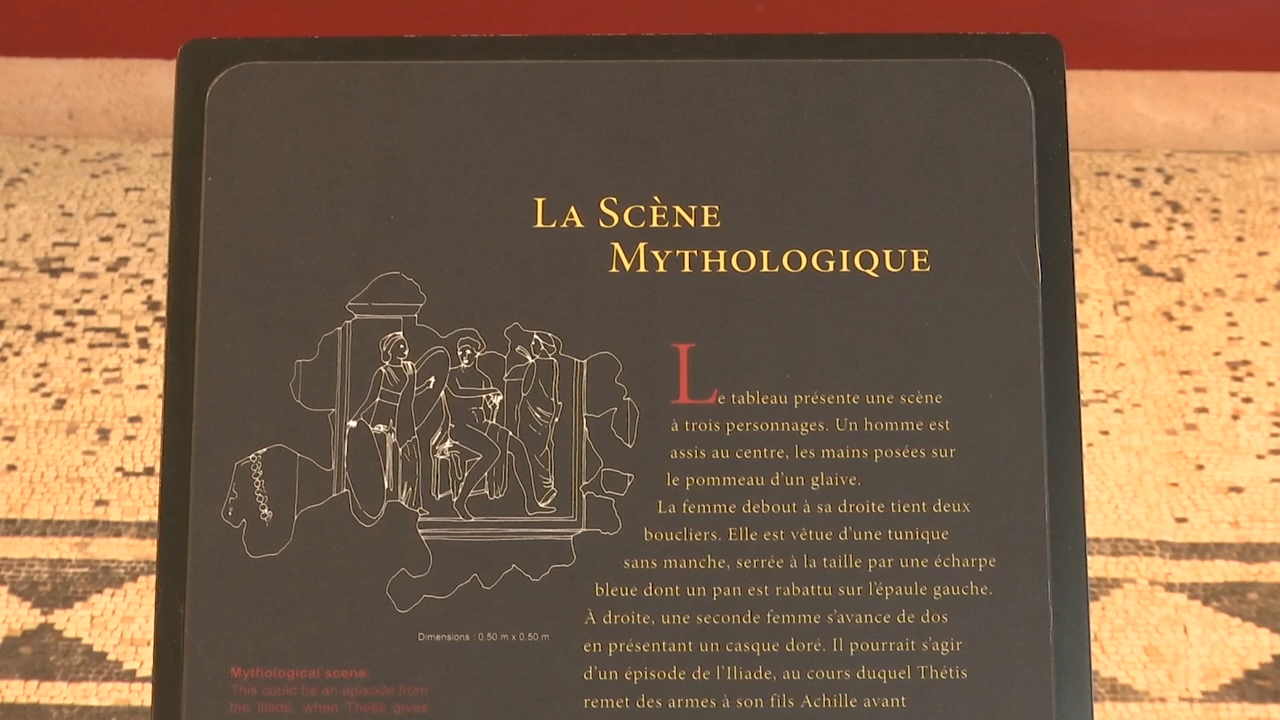 La Scène
Mythologique
Le tableau présente une scène
à trois personnages. Un homme est
assis au centre, les mains posées sur
le pommeau d'un glaive.
La femme debout à sa droite tient deux
boucliers. Elle est vêtue d'une tunique
sans manche, serrée à la taille par une écharpe
bleue dont un pan est rabattu sur l'épaule gauche.
À droite, une seconde femme s'avance de dos
en présentant un casque doré. Il pourrait s'agir
d'un épisode de l'Iliade, au cours duquel Thétis
remet des armes à son fils Achille avant
Dimensions : 0.50 m x 0.50 m
Mythological scene.
This could be an episode from
the Iliade, when Thetis gives